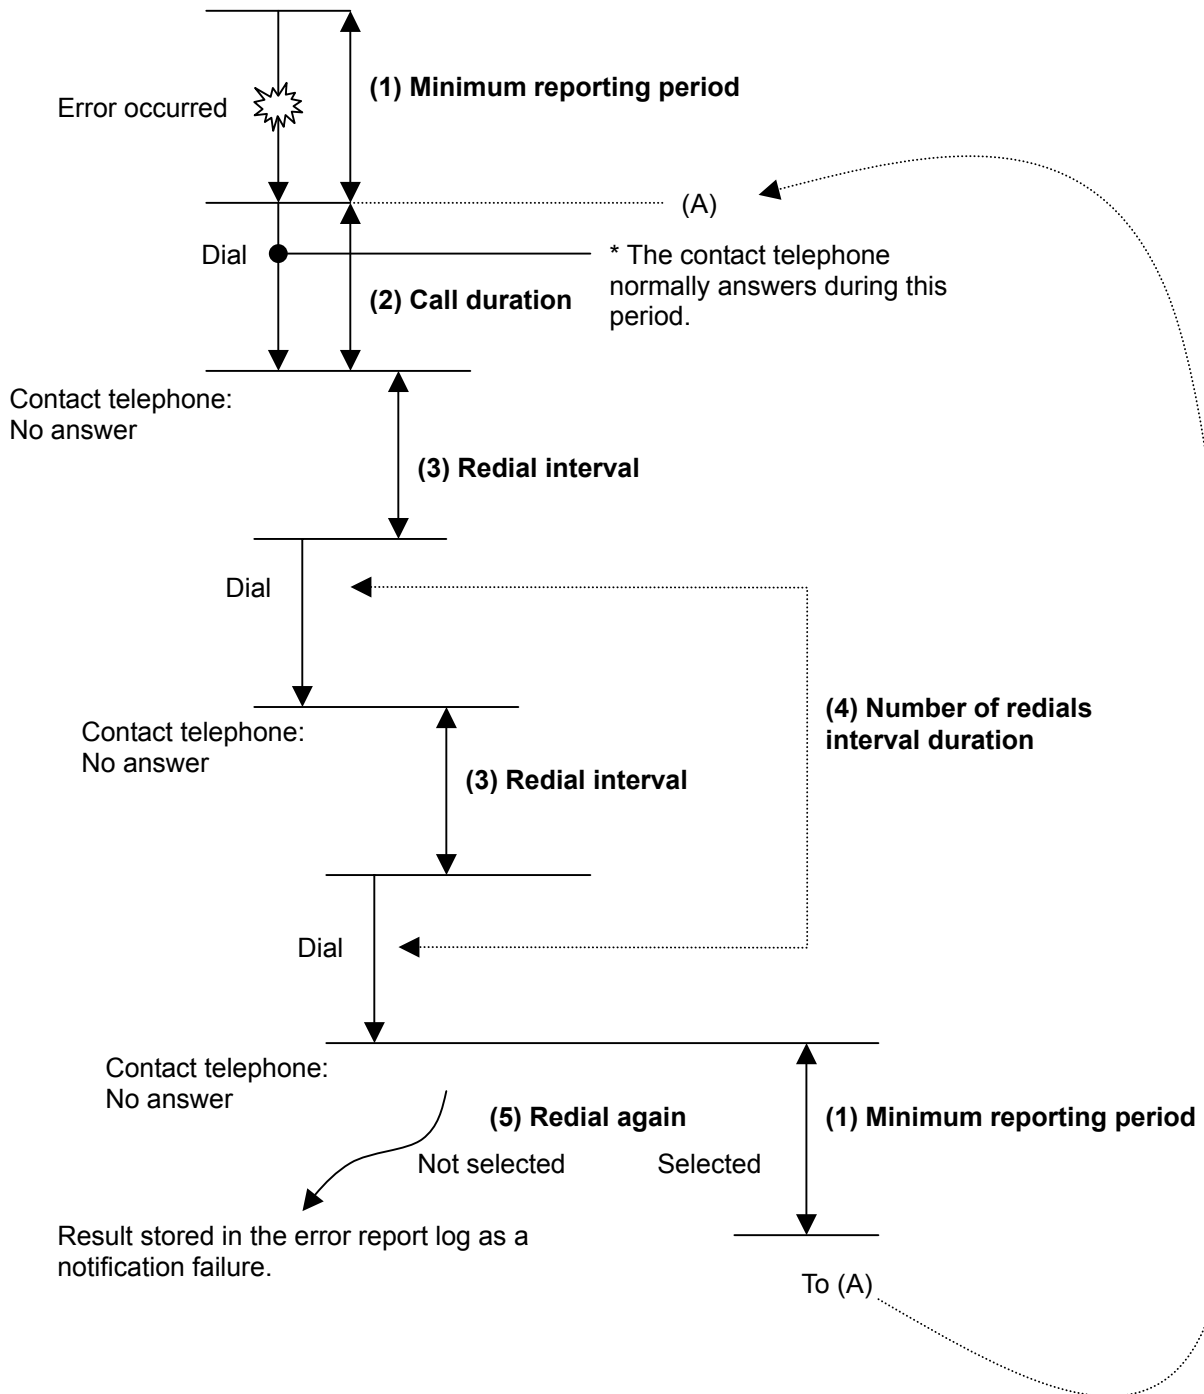 (1) Minimum reporting period
Error occurred
(A)
Dial
* The contact telephone
normally answers during this
period.
(2) Call duration
Contact telephone:
No answer
(3) Redial interval
Dial
(4) Number of redials
interval duration
Contact telephone:
No answer
(3) Redial interval
Dial
Contact telephone:
No answer
(5) Redial again
(1) Minimum reporting period
Not selected
Selected
Result stored in the error report log as a
notification failure.
To (A)